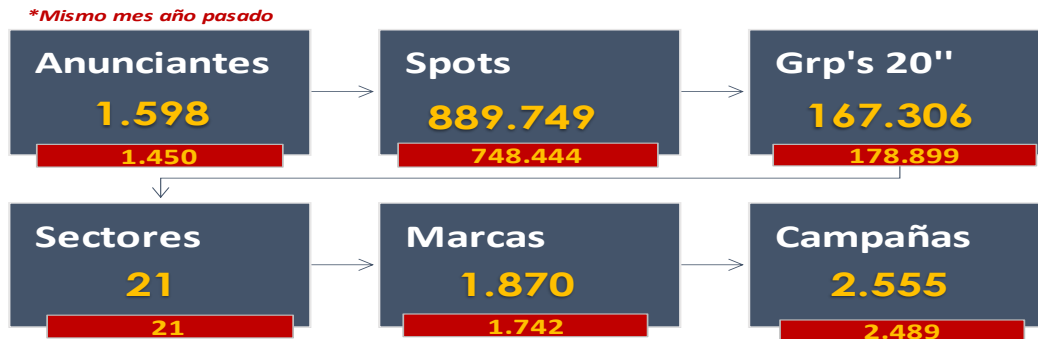 *Mismo mes año pasado
Anunciantes
1.598
1.450
Spots
889.749
748.444
Grp's 20''
167.306
178.899
Sectores
21
21
Marcas
1.870
1.742
Campañas
2.555
2.489